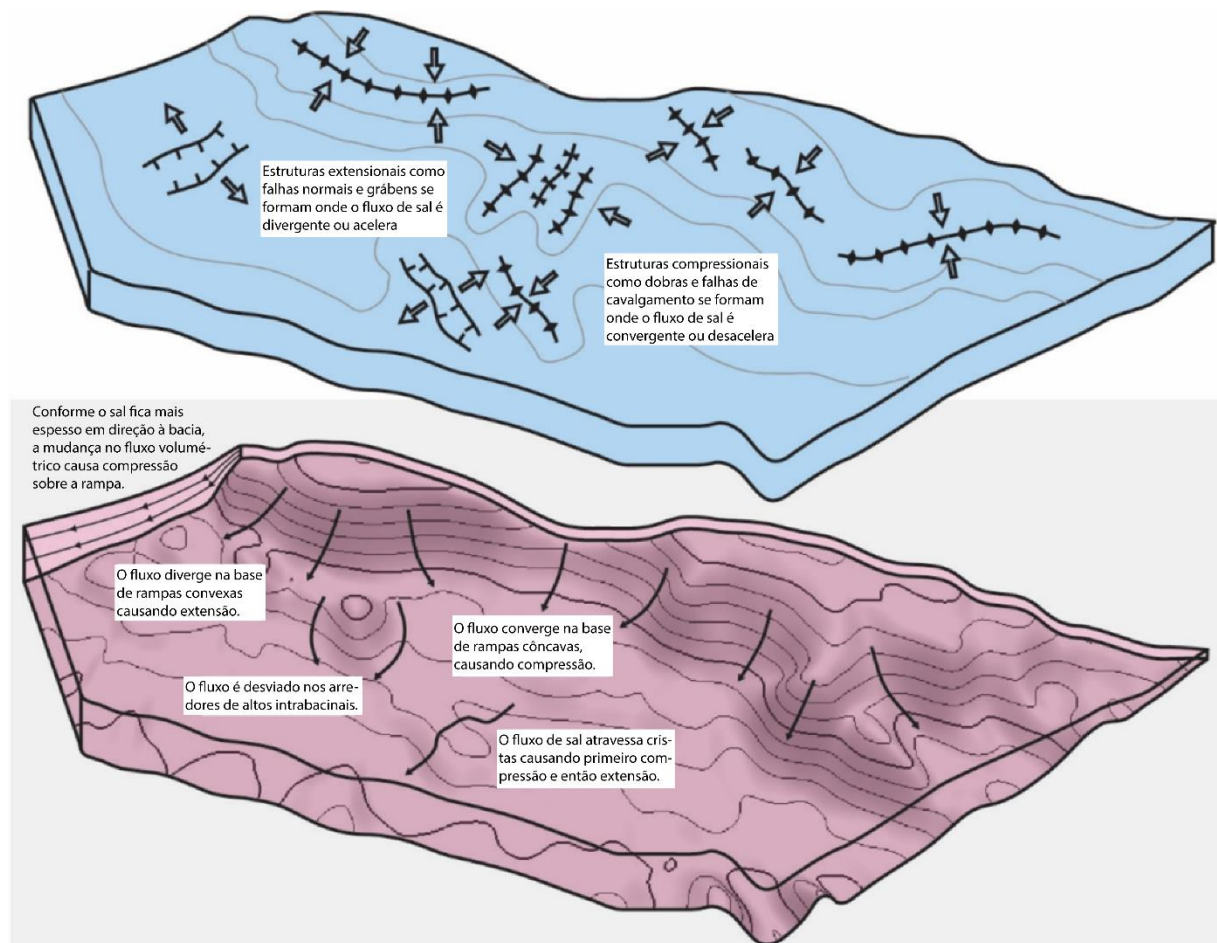 Estruturas extensionais como
falhas normais e grábens se
formam onde o fluxo de sal é
divergente ou acelera
Estruturas compressionais
como dobras e falhas de
cavalgamento se formam
onde o fluxo de sal é
convergente ou desacelera
Conforme o sal fica mais
espesso em direção à bacia,
a mudança no fluxo volumé-
trico causa compressão
sobre a rampa.
O fluxo diverge na base
de rampas convexas
causando extensão.
O fluxo converge na base
de rampas côncavas,
causando compressão.
O fluxo é desviado nos arre-
dores de altos intrabacinais.
O fluxo de sal atravessa cris-
tas causando primeiro com-
pressão e então extensão.